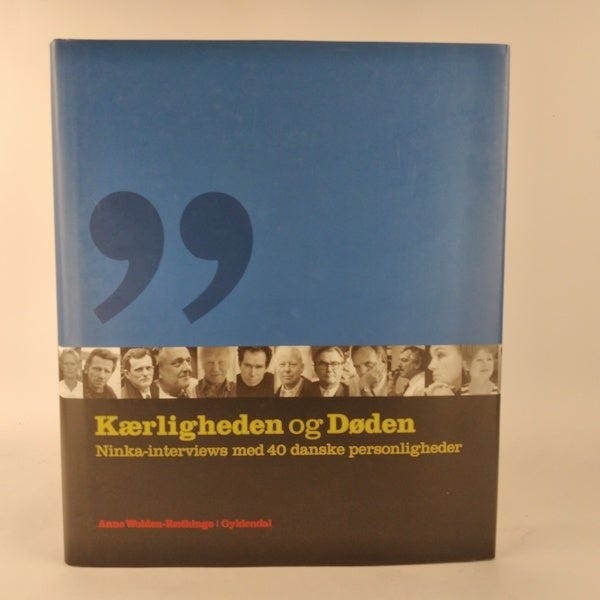 ”
Kærligheden og Døden
Ninka-interviews med 40 danske personligheder
Anne Wolden-Ræthinge | Gyldendal